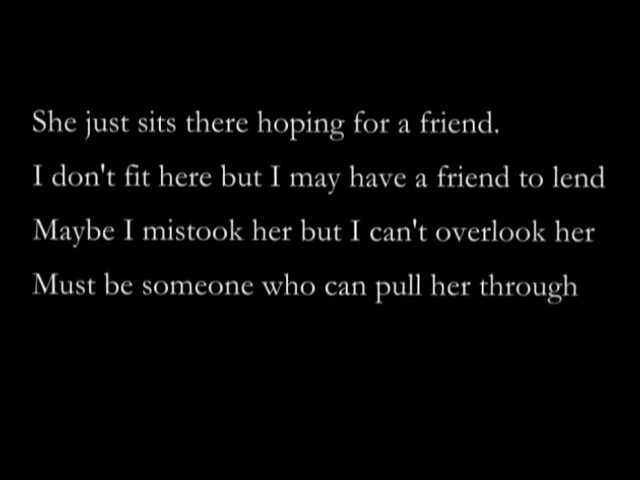 She just sits there hoping for a friend.
I don't fit here but I may have a friend to lend
Maybe I mistook her but I can't overlook her
Must be someone who can pull her through